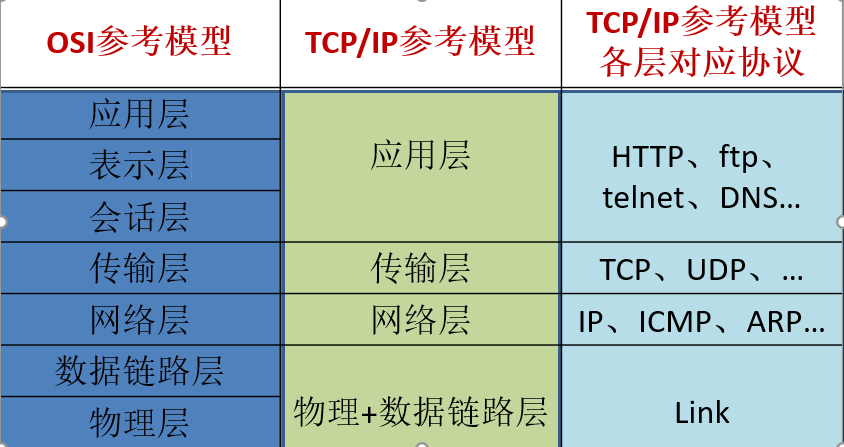 OSI参考模型
TCP/IP参考模型
TCP/IP参考模型
各层对应协议
应用层
表示层
会话层
应用层
HTTP、ftp、
telnet、DNS...
传输层
传输层
TCP、UDP、...
网络层
网络层
IP、ICMP、ARP...
数据链路层
物理层
物理+数据链路层
Link